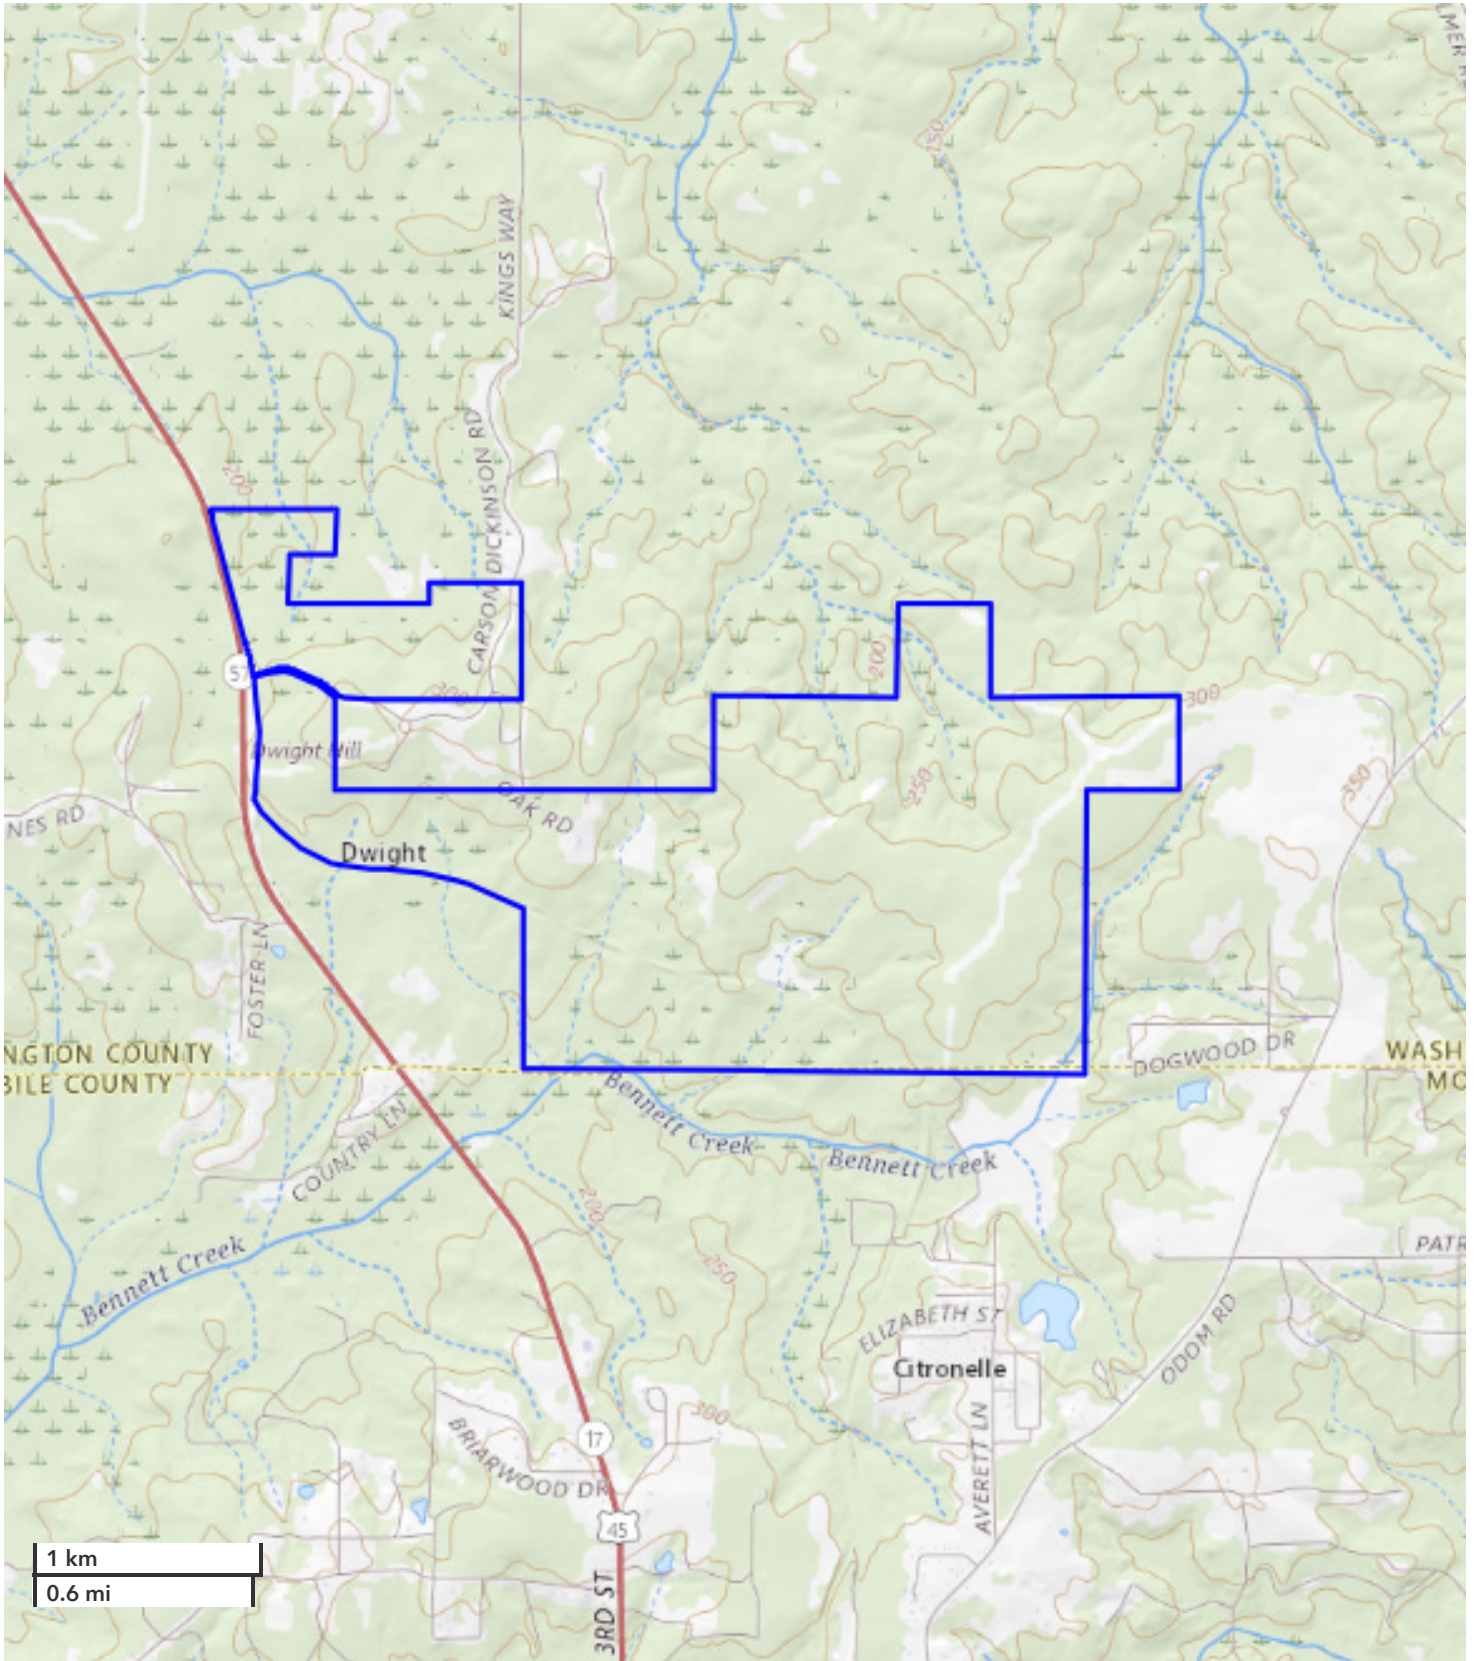 LMER R
150
KINGS WAY
200
CARSON DICKINSON RD
57
300
200
300
Dwight Hill
250
350
OAK RD
NES RD
Dwight
FOSTER LN
NGTON COUNTY
BILE COUNTY
DOGWOOD DR
WASH
MO
Bennett Creek
COUNTRY LN
Bennett Creek
200
250
Bennett Creek
PATR
ELIZABETH ST
ODOM RD
Citronelle
300
17
BRIARWOOD DR
AVERETT LN
45
3RD ST
1 km
0.6 mi